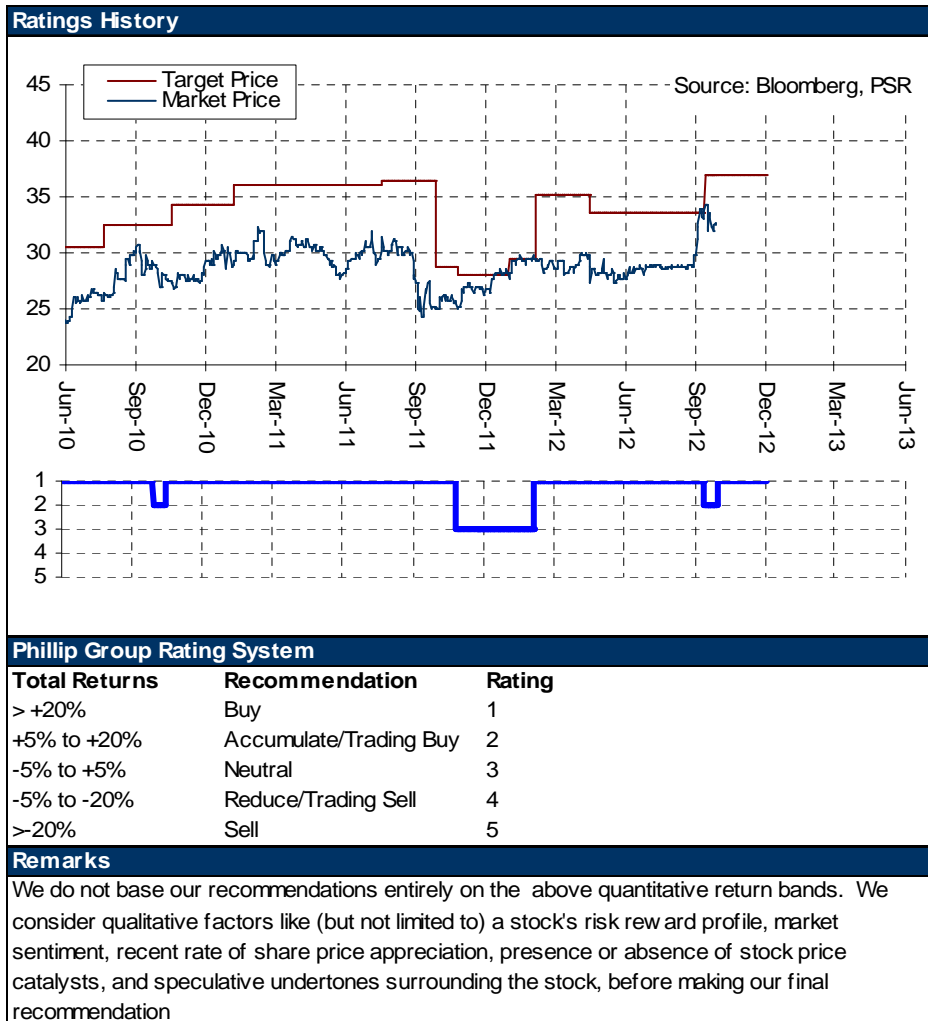 Ratings History
Target Price
Market Price
Source: Bloomberg, PSR
45
40
35
30
25
20
Jun-10
Sep-10
Dec-10
Mar-11
Jun-11
Sep-11
Dec-11
Mar-12
Jun-12
Sep-12
Dec-12
Mar-13
Jun-13
1
2
3
4
5
Phillip Group Rating System
Total Returns Recommendation Rating
> +20% Buy 1
+5% to +20% Accumulate/Trading Buy 2
-5% to +5% Neutral 3
-5% to -20% Reduce/Trading Sell 4
>-20% Sell 5
Remarks
We do not base our recommendations entirely on the above quantitative return bands. We
consider qualitative factors like (but not limited to) a stock's risk reward profile, market
sentiment, recent rate of share price appreciation, presence or absence of stock price
catalysts, and speculative undertones surrounding the stock, before making our final
recommendation